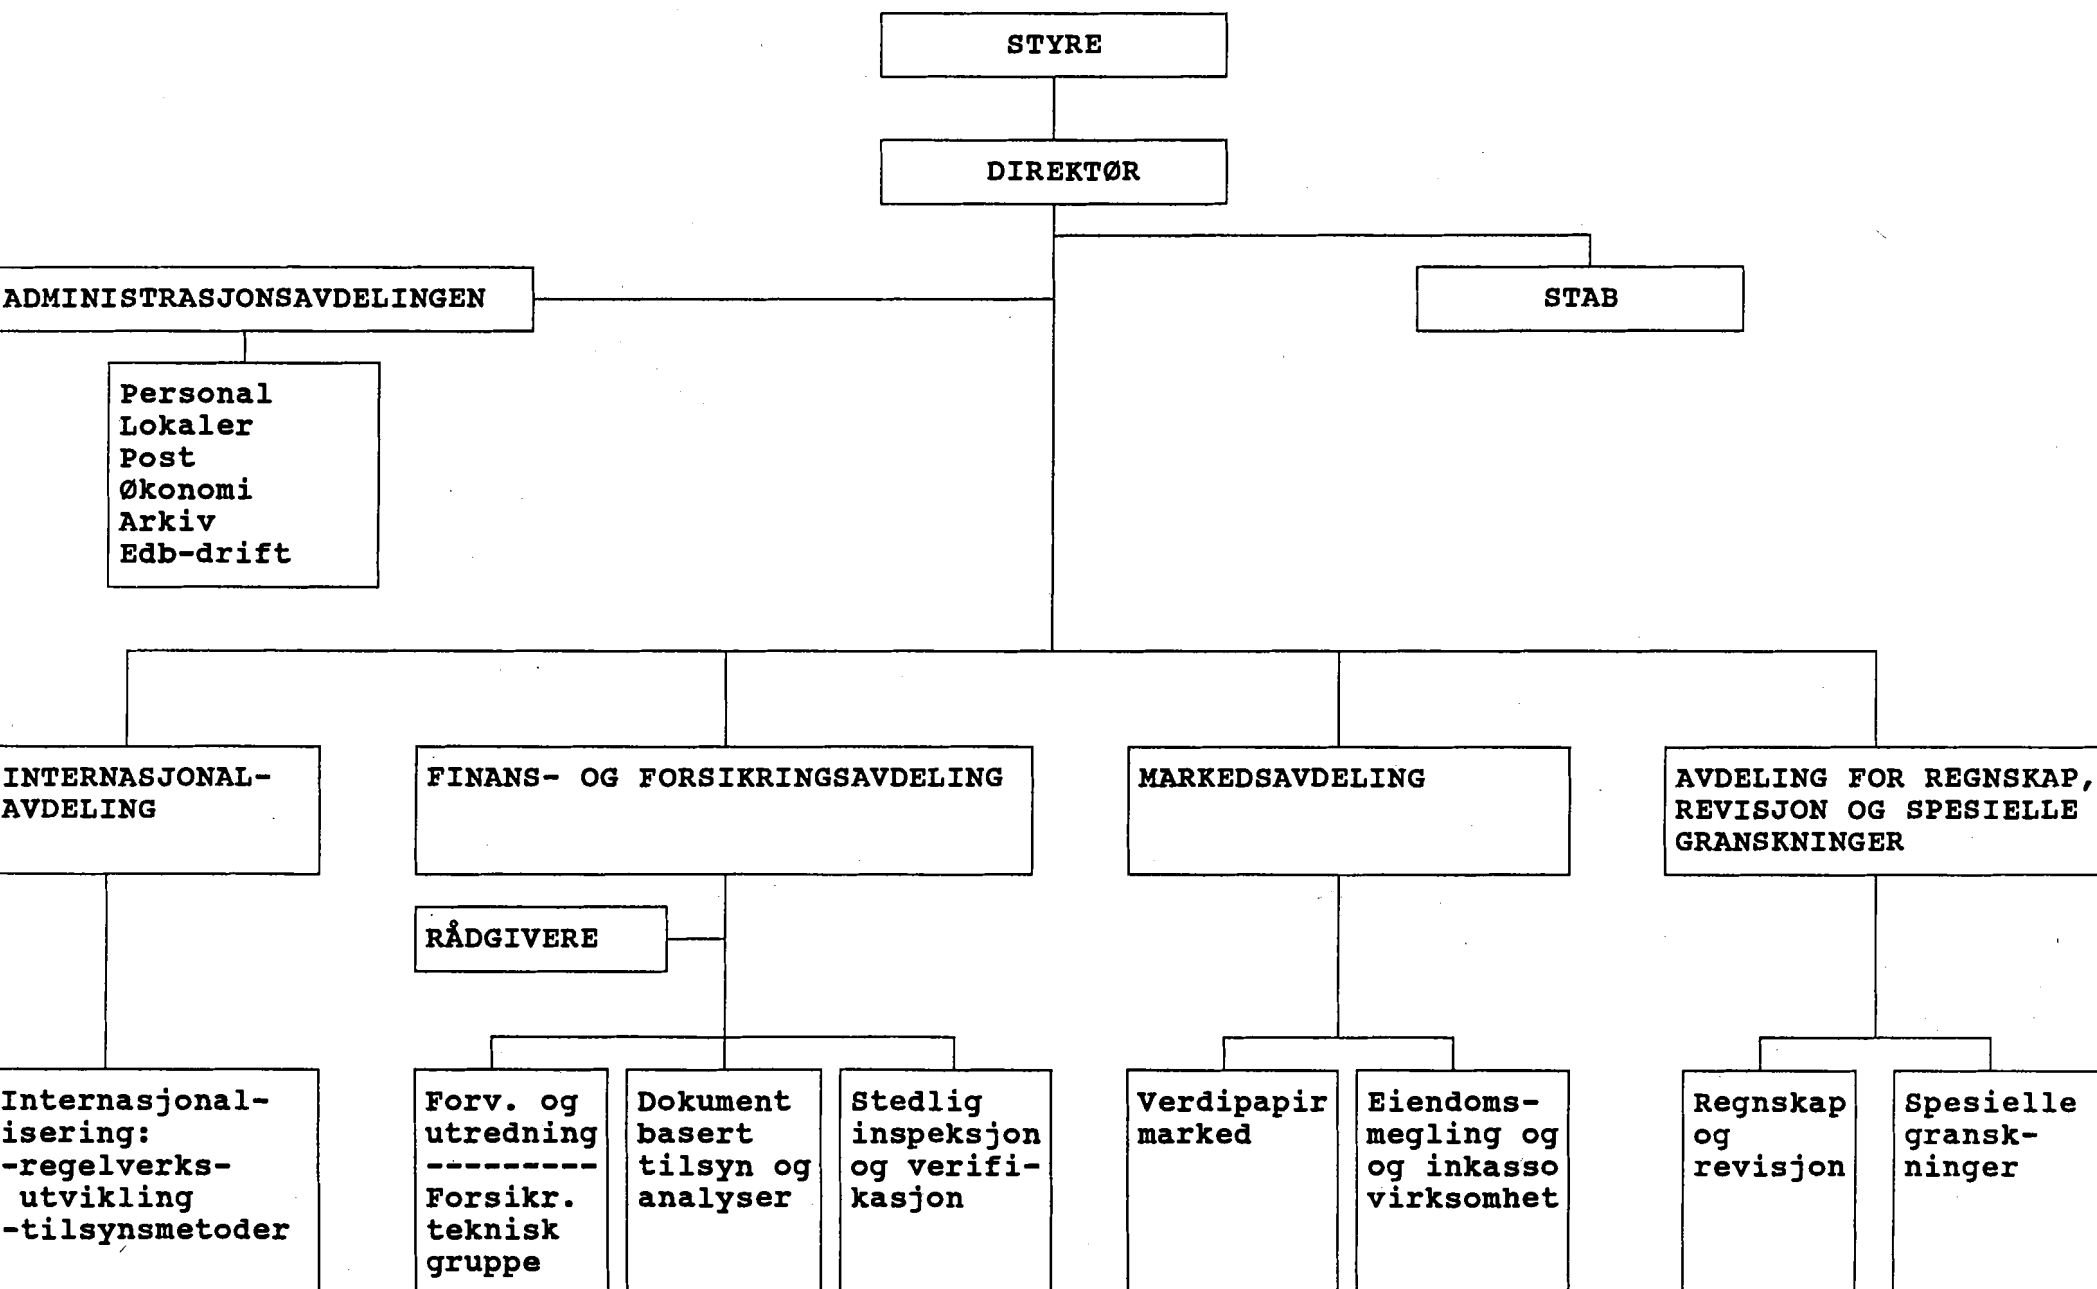 STYRE
DIREKTØR
ADMINISTRASJONSAVDELINGEN
STAB
Personal
Lokaler
Post
Økonomi
Arkiv
Edb-drift
INTERNASJONAL-
AVDELING
FINANS- OG FORSIKRINGSAVDELING
MARKEDSAVDELING
AVDELING FOR REGNSKAP,
REVISJON OG SPESIELLE
GRANSKNINGER
RÅDGIVERE
Internasjonal-
isering:
-regelverks-
utvikling
-tilsynsmetoder
Forv. og
utredning
---------
Forsikr.
teknisk
gruppe
Dokument
basert
tilsyn og
analyser
Stedlig
inspeksjon
og verifi-
kasjon
Verdipapir
marked
Eiendoms-
megling og
og inkasso
virksomhet
Regnskap
og
revisjon
Spesielle
gransk-
ninger